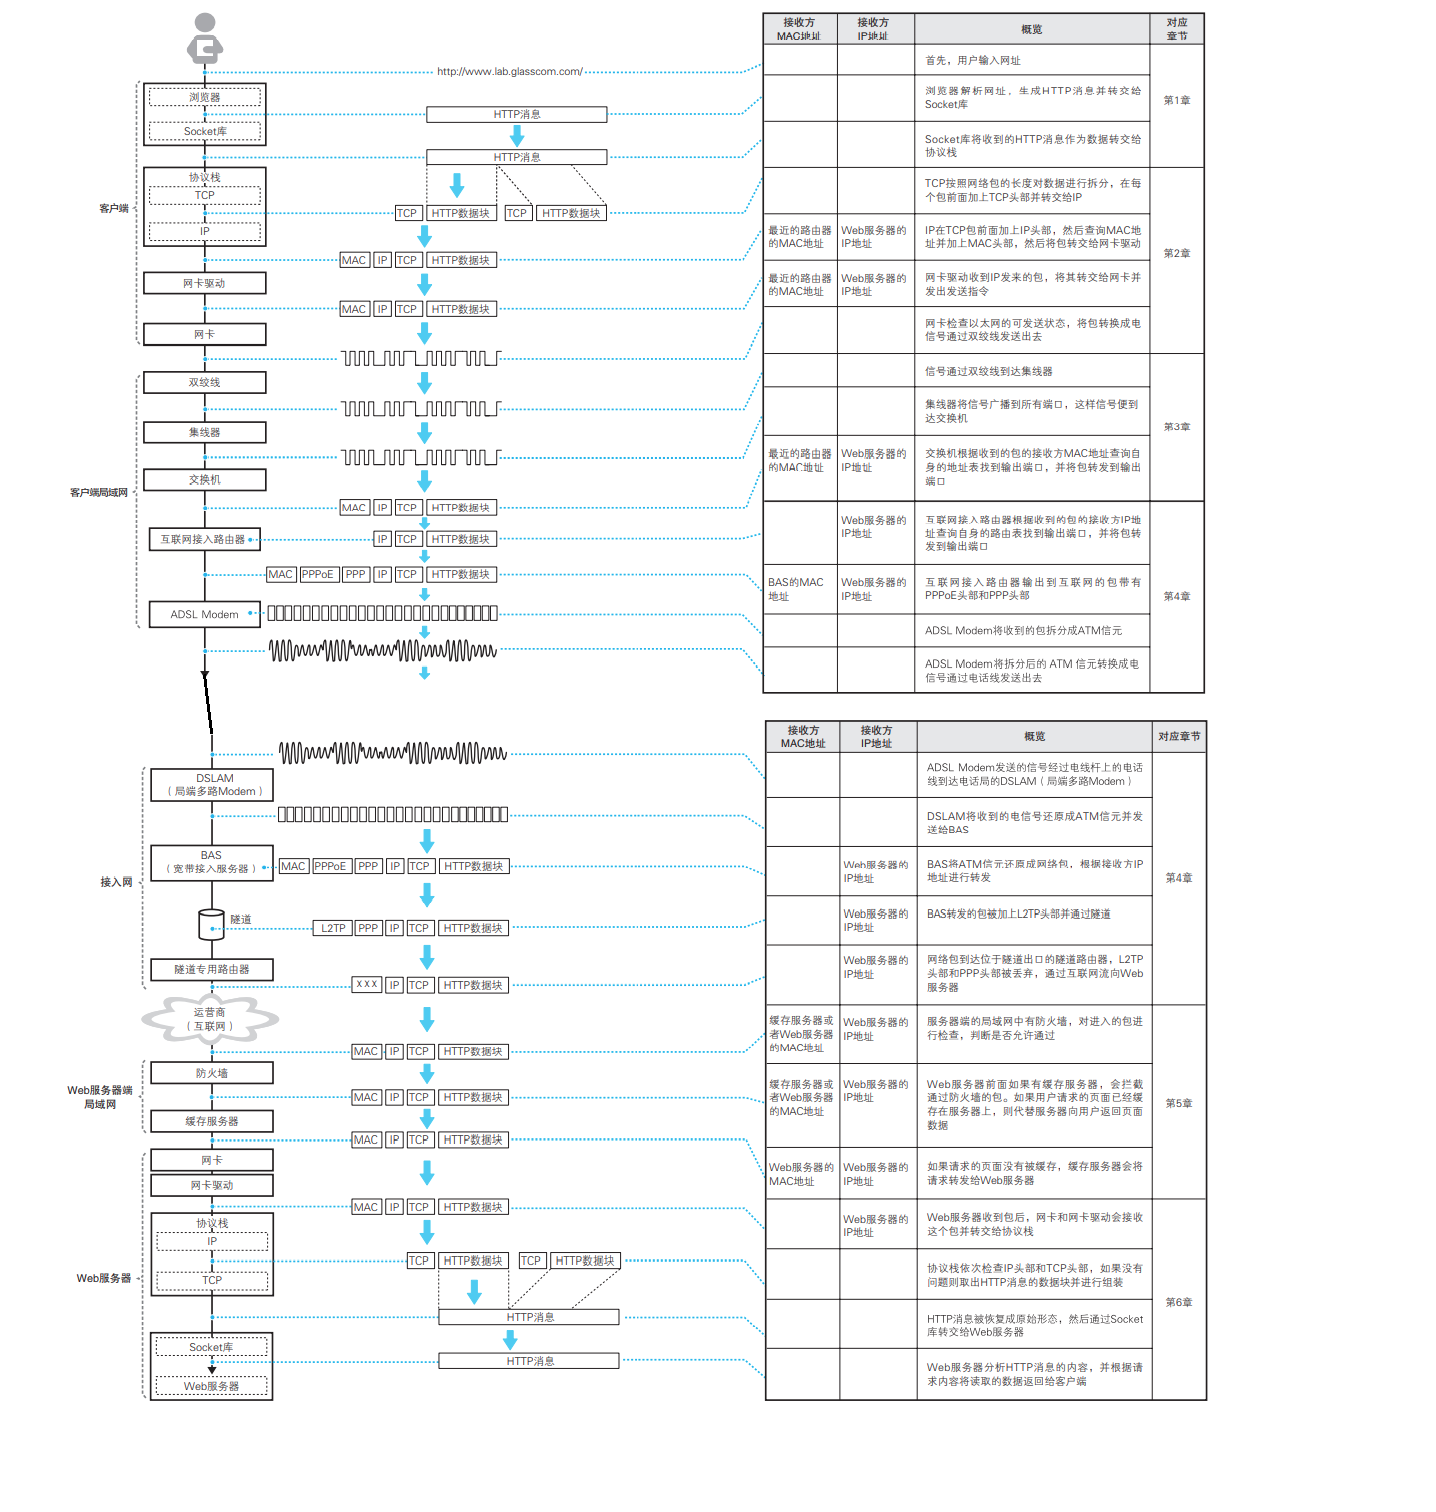 http://www.lab.glasscom.com/
客户端
浏览器
Socket库
HTTP消息
HTTP消息
协议栈
TCP
IP
TCP
HTTP数据块
TCP
HTTP数据块
MAC
IP
TCP
HTTP数据块
网卡驱动
MAC
IP
TCP
HTTP数据块
网卡
客户端局域网
双绞线
集线器
交换机
MAC
IP
TCP
HTTP数据块
互联网接入路由器
IP
TCP
HTTP数据块
MAC
PPPoE
PPP
IP
TCP
HTTP数据块
ADSL Modem
接收方
MAC地址
接收方
IP地址
概览
对应
章节
首先，用户输入网址
浏览器解析网址，生成HTTP消息并转交给
Socket库
Socket库将收到的HTTP消息作为数据转交给
协议栈
第1章
TCP按照网络包的长度对数据进行拆分，在每
个包前面加上TCP头部并转交给IP
最近的路由器
的MAC地址
Web服务器的
IP地址
IP在TCP包前面加上IP头部，然后查询MAC地
址并加上MAC头部，然后将包转交给网卡驱动
最近的路由器
的MAC地址
Web服务器的
IP地址
网卡驱动收到IP发来的包，将其转交给网卡并
发出发送指令
网卡检查以太网的可发送状态，将包转换成电
信号通过双绞线发送出去
第2章
信号通过双绞线到达集线器
集线器将信号广播到所有端口，这样信号便到
达交换机
最近的路由器
的MAC地址
Web服务器的
IP地址
交换机根据收到的包的接收方MAC地址查询自
身的地址表找到输出端口，并将包转发到输出
端口
第3章
Web服务器的
IP地址
互联网接入路由器根据收到的包的接收方IP地
址查询自身的路由表找到输出端口，并将包转
发到输出端口
BAS的MAC
地址
Web服务器的
IP地址
互联网接入路由器输出到互联网的包带有
PPPoE头部和PPP头部
ADSL Modem将收到的包拆分成ATM信元
ADSL Modem将拆分后的 ATM 信元转换成电
信号通过电话线发送出去
第4章
接入网
DSLAM
（局端多路Modem）
BAS
（宽带接入服务器）
MAC
PPPoE
PPP
IP
TCP
HTTP数据块
隧道
L2TP
PPP
IP
TCP
HTTP数据块
隧道专用路由器
XXX
IP
TCP
HTTP数据块
运营商
（互联网）
MAC
IP
TCP
HTTP数据块
Web服务器端
局域网
防火墙
MAC
IP
TCP
HTTP数据块
缓存服务器
MAC
IP
TCP
HTTP数据块
Web服务器
网卡
网卡驱动
MAC
IP
TCP
HTTP数据块
协议栈
IP
TCP
TCP
HTTP数据块
TCP
HTTP数据块
HTTP消息
Socket库
HTTP消息
Web服务器
接收方
MAC地址
接收方
IP地址
概览
对应章节
ADSL Modem发送的信号经过电线杆上的电话
线到达电话局的DSLAM（局端多路Modem）
DSLAM将收到的电信号还原成ATM信元并发
送给BAS
Web服务器的
IP地址
BAS将ATM信元还原成网络包，根据接收方IP
地址进行转发
Web服务器的
IP地址
BAS转发的包被加上L2TP头部并通过隧道
Web服务器的
IP地址
网络包到达位于隧道出口的隧道路由器，L2TP
头部和PPP头部被丢弃，通过互联网流向Web
服务器
第4章
缓存服务器或
者Web服务器
的MAC地址
Web服务器的
IP地址
服务器端的局域网中有防火墙，对进入的包进
行检查，判断是否允许通过
缓存服务器或
者Web服务器
的MAC地址
Web服务器的
IP地址
Web服务器前面如果有缓存服务器，会拦截
通过防火墙的包。如果用户请求的页面已经缓
存在服务器上，则代替服务器向用户返回页面
数据
Web服务器的
MAC地址
Web服务器的
IP地址
如果请求的页面没有被缓存，缓存服务器会将
请求转发给Web服务器
第5章
Web服务器的
IP地址
Web服务器收到包后，网卡和网卡驱动会接收
这个包并转交给协议栈
协议栈依次检查IP头部和TCP头部，如果没有
问题则取出HTTP消息的数据块并进行组装
HTTP消息被恢复成原始形态，然后通过Socket
库转交给Web服务器
Web服务器分析HTTP消息的内容，并根据请
求内容将读取的数据返回给客户端
第6章